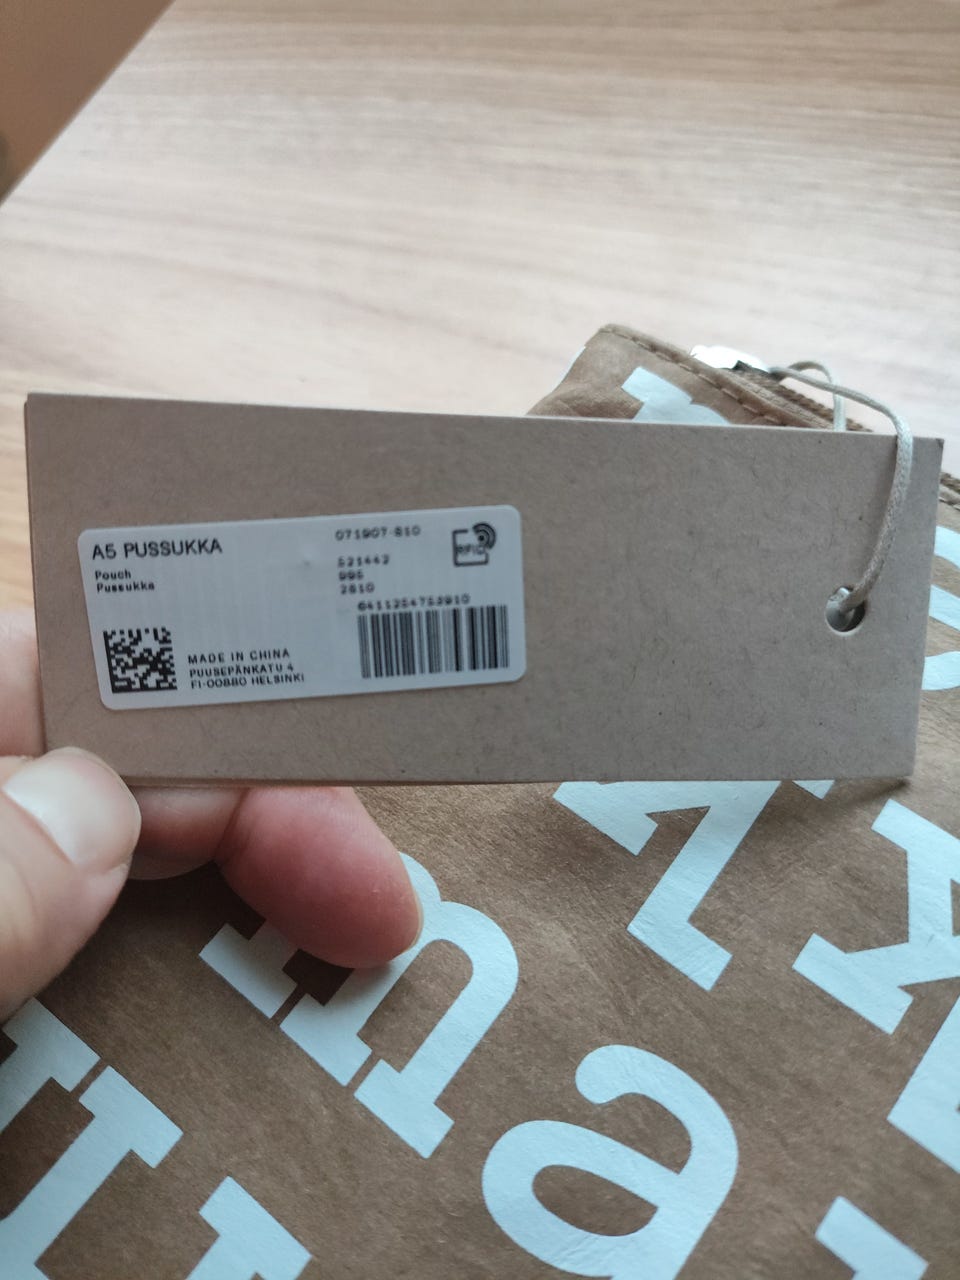 A5 PUSSUKKA
Pouch
Pussukka
071907 810
521442
995
2810
RFID
6411254753910
MADE IN CHINA
PUUSEPÄNKATU 4
FI-00880 HELSINKI
m
a